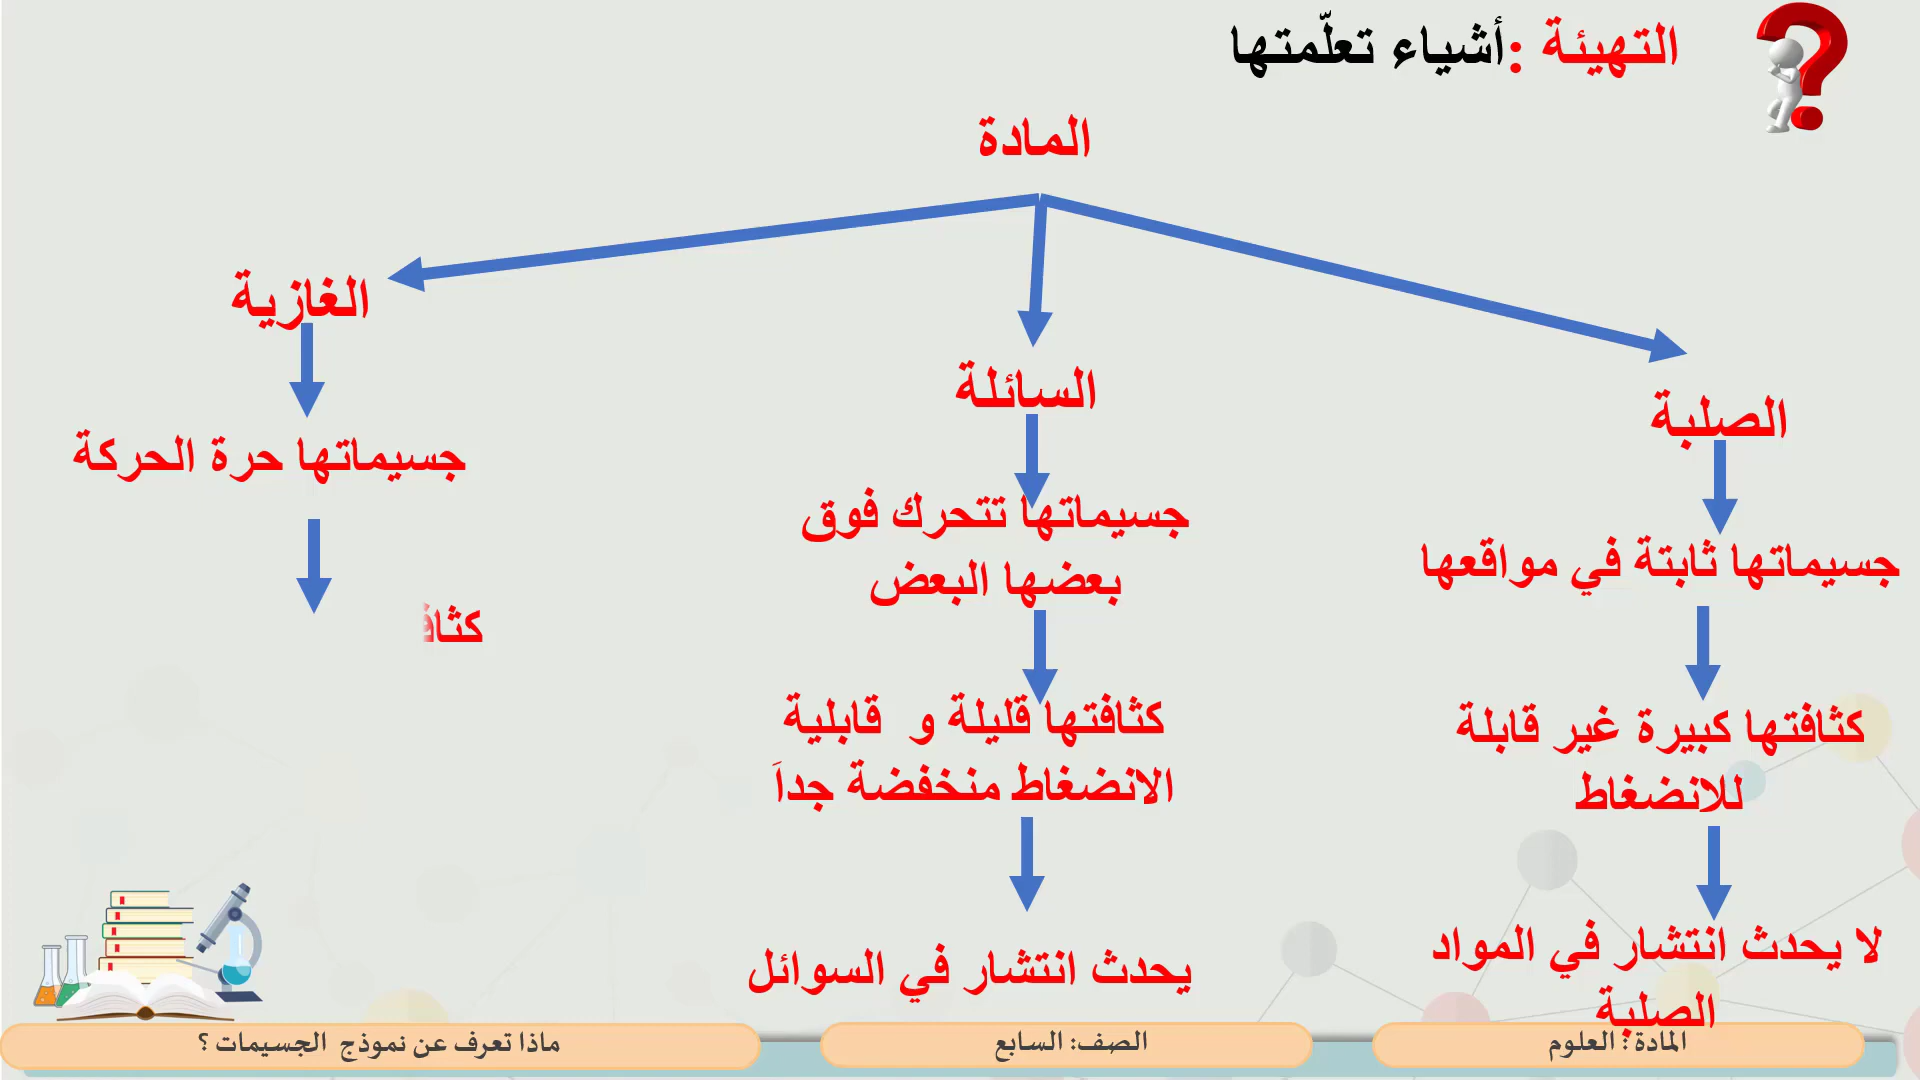 التهيئة :أشياء تعلّمتها
المادة
الصلبة
جسيماتها ثابتة في مواقعها
كثافتها كبيرة غير قابلة
للانضغاط
لا يحدث انتشار في المواد
الصلبة
السائلة
جسيماتها تتحرك فوق
بعضها البعض
كثافتها قليلة و قابلية
الانضغاط منخفضة جداَ
يحدث انتشار في السوائل
الغازية
جسيماتها حرة الحركة
المادة : العلوم
الصف: السابع
ماذا تعرف عن نموذج الجسيمات ؟